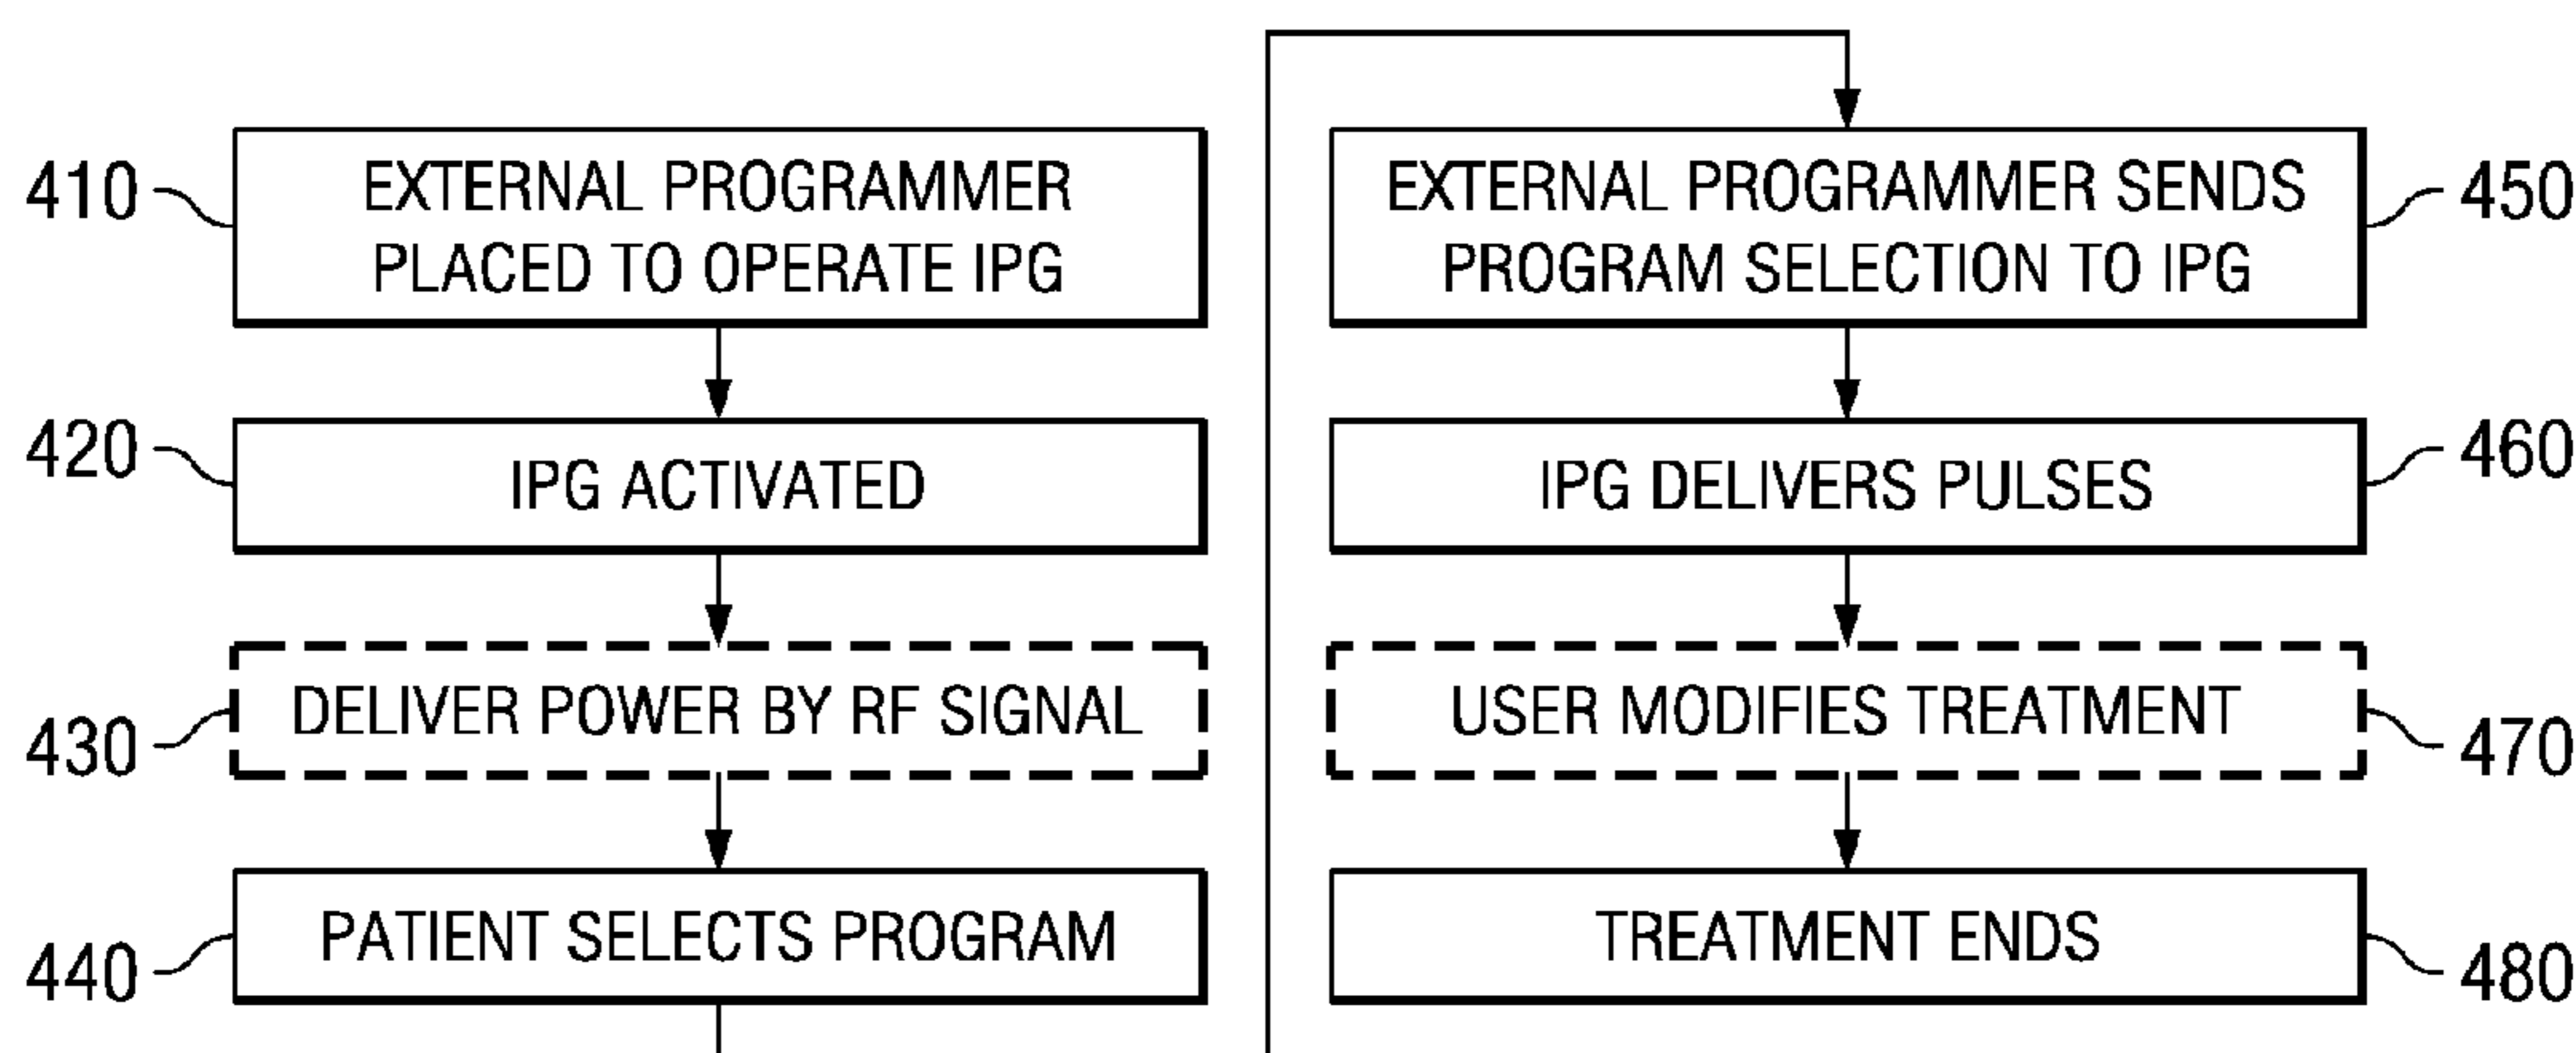 410
EXTERNAL PROGRAMMER
PLACED TO OPERATE IPG
420
IPG ACTIVATED
430
DELIVER POWER BY RF SIGNAL
440
PATIENT SELECTS PROGRAM
EXTERNAL PROGRAMMER SENDS
PROGRAM SELECTION TO IPG
450
IPG DELIVERS PULSES
460
USER MODIFIES TREATMENT
470
TREATMENT ENDS
480